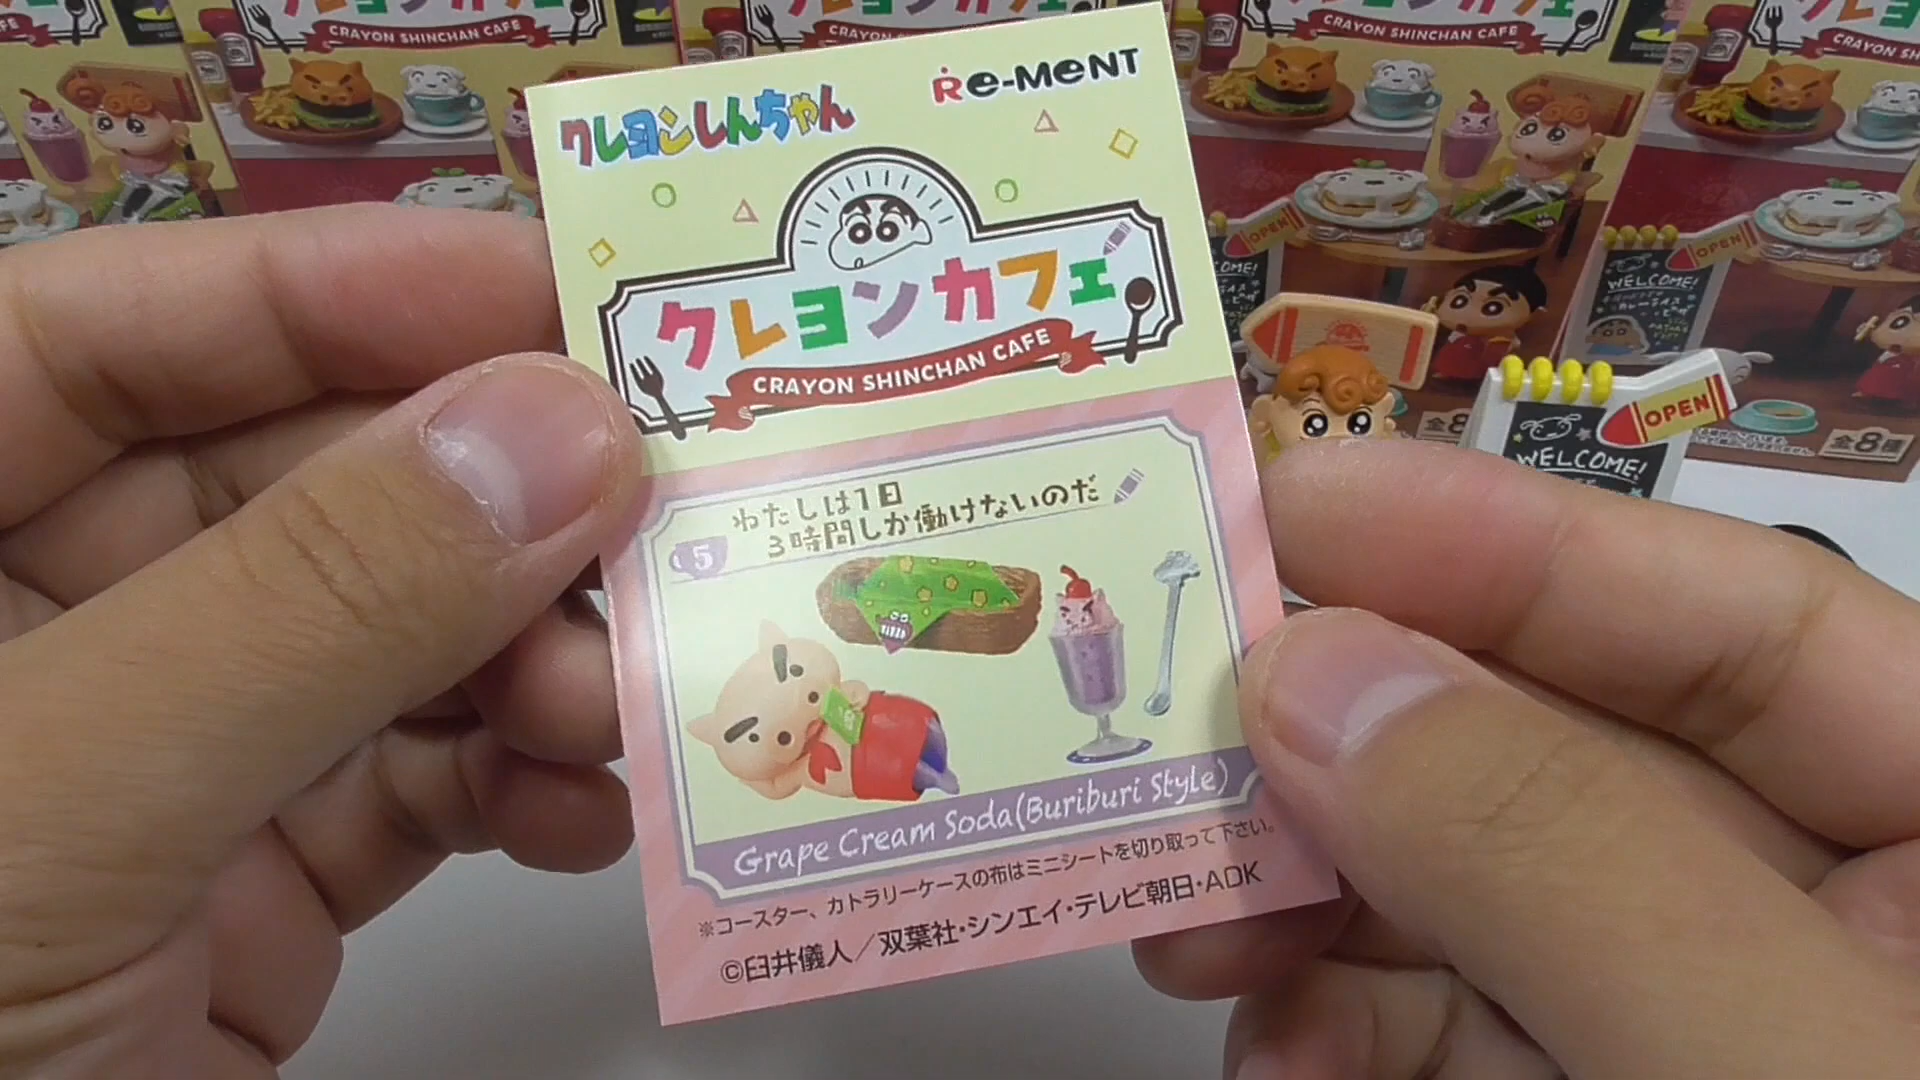 クレヨンしんちゃん
Re-MeNT
クレヨンカフェ
CRAYON SHINCHAN CAFE
5
わたしは1日
3時間しか働けないのだ
Grape Cream Soda(Buriburi Style)
※コースター、カトラリーケースの布はミニシートを切り取って下さい。
©臼井儀人／双葉社・シンエイ・テレビ朝日・ADK
CRAYON SHINCHAN CAFE
CRAYON SHINCHAN CAFE
OPEN
WELCOME!
OPEN
WELCOME!
OPEN
全8種